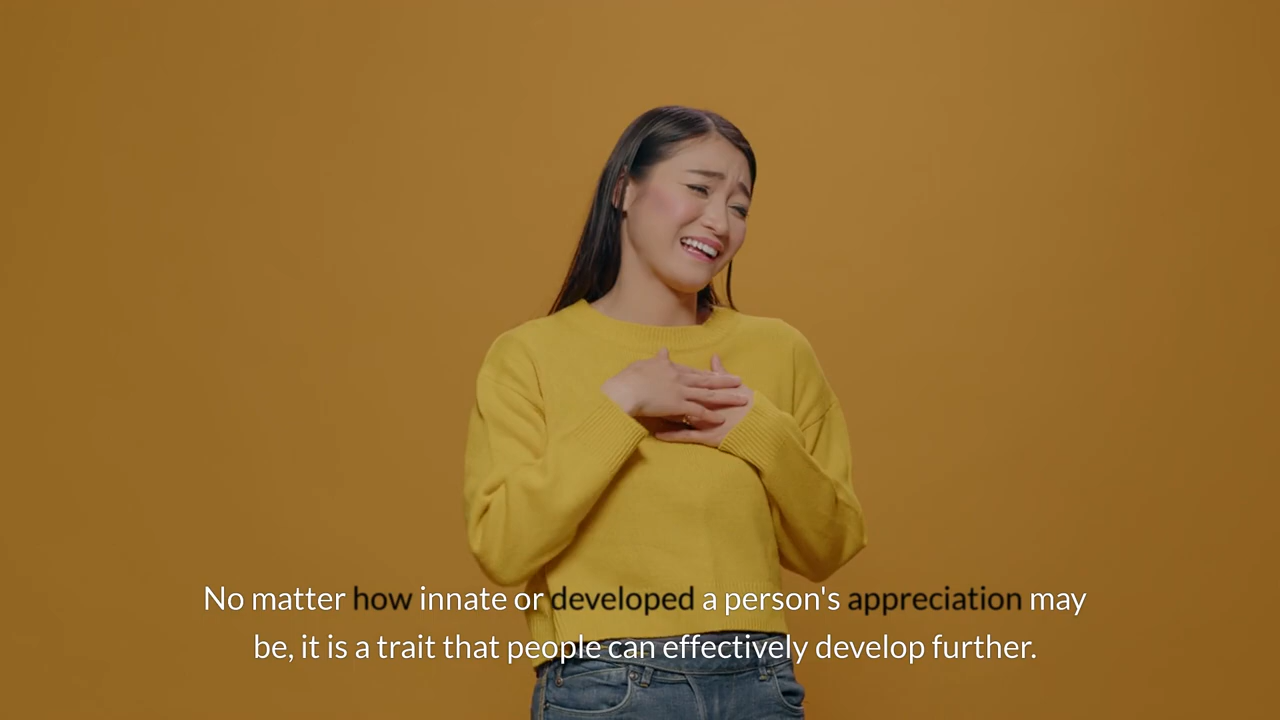 No matter how innate or developed a person's appreciation may
be, it is a trait that people can effectively develop further.